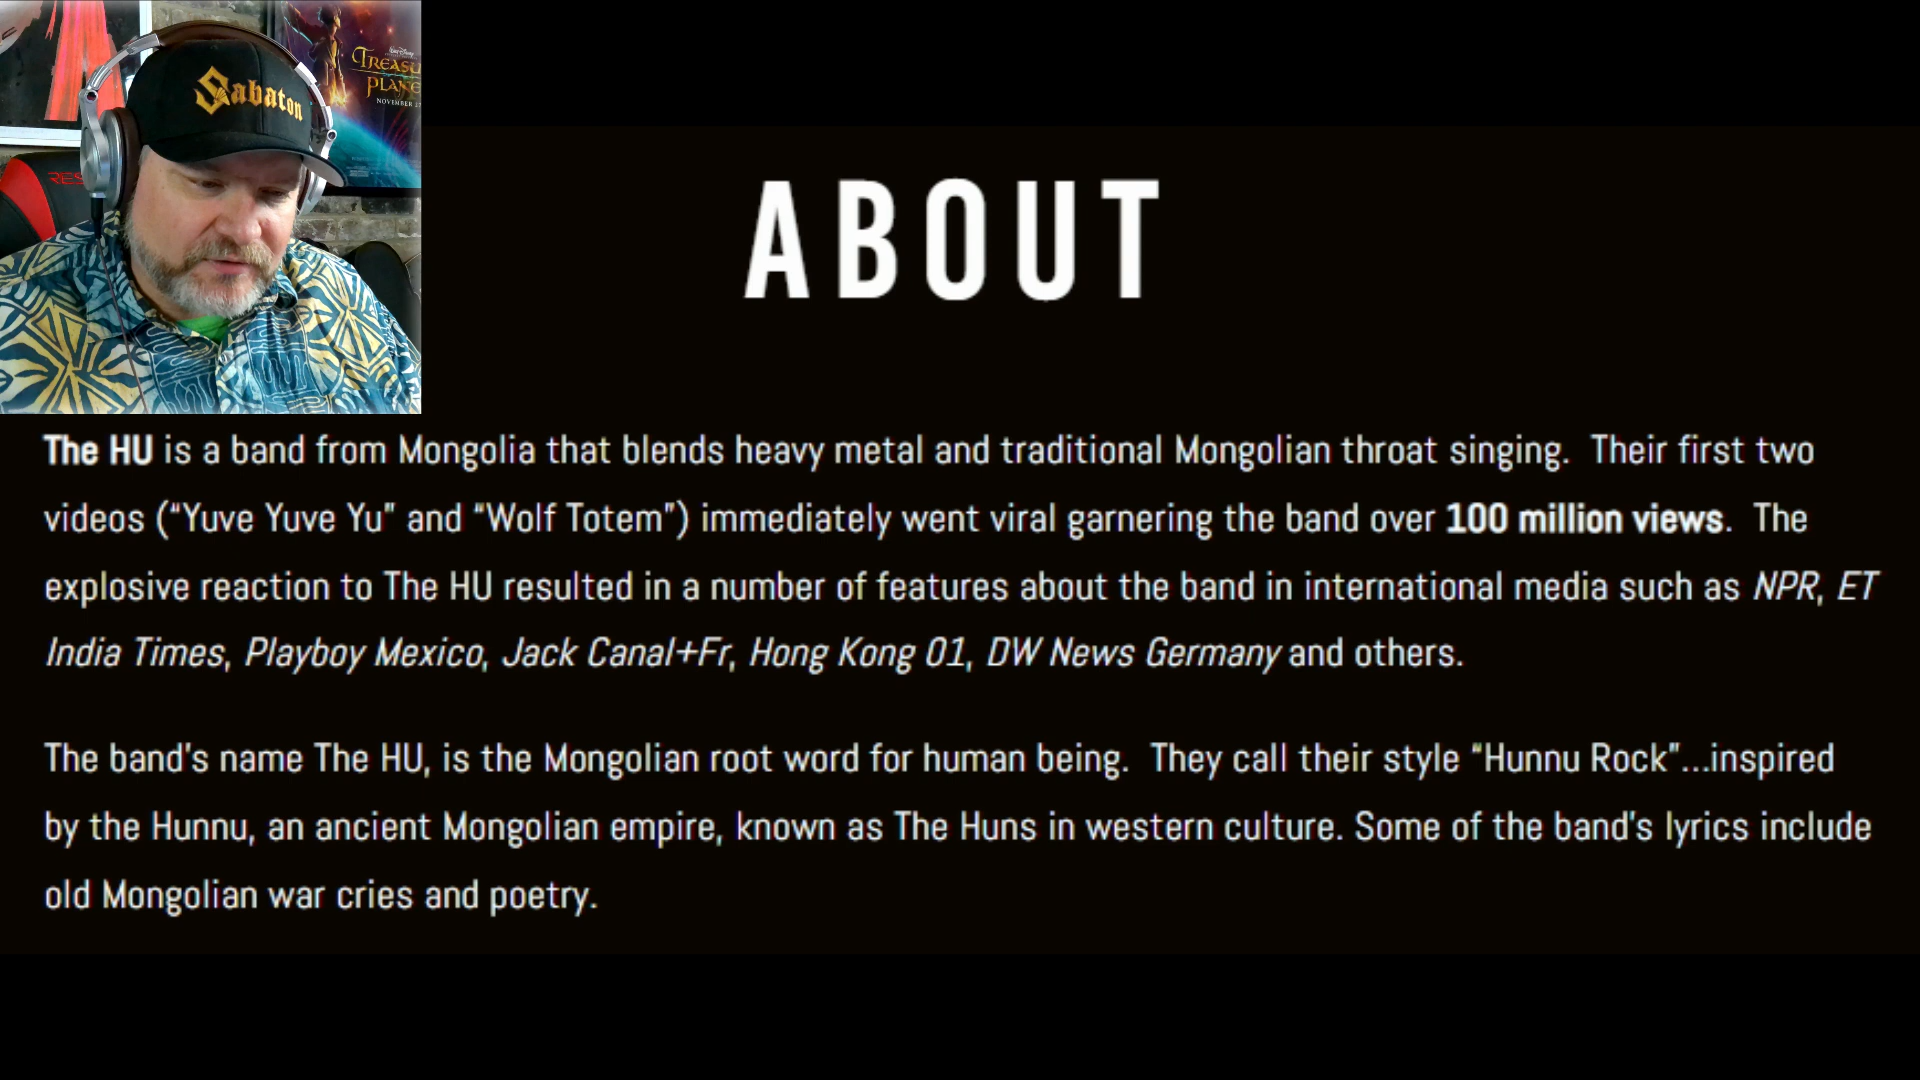 Sabaton
NOVEMBER
RES
ABOUT
The HU is a band from Mongolia that blends heavy metal and traditional Mongolian throat singing.  Their first two
videos (“Yuve Yuve Yu” and “Wolf Totem”) immediately went viral garnering the band over 100 million views.  The
explosive reaction to The HU resulted in a number of features about the band in international media such as NPR, ET
India Times, Playboy Mexico, Jack Canal+Fr, Hong Kong 01, DW News Germany and others.
The band’s name The HU, is the Mongolian root word for human being.  They call their style “Hunnu Rock”...inspired
by the Hunnu, an ancient Mongolian empire, known as The Huns in western culture. Some of the band’s lyrics include
old Mongolian war cries and poetry.